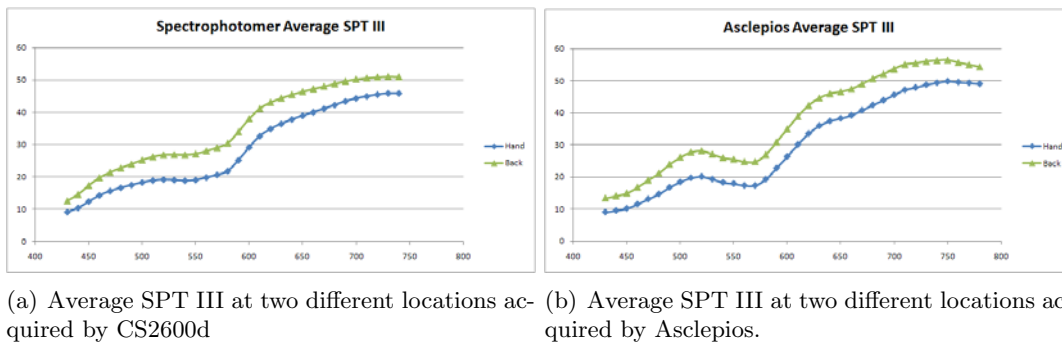 Spectrophotomer Average SPT III
60
50
40
30
20
10
0
400 450 500 550 600 650 700 750 800
Hand
Back
Asclepios Average SPT III
60
50
40
30
20
10
0
400 450 500 550 600 650 700 750 800
Hand
Back
(a) Average SPT III at two different locations ac-
quired by CS2600d
(b) Average SPT III at two different locations ac
quired by Asclepios.